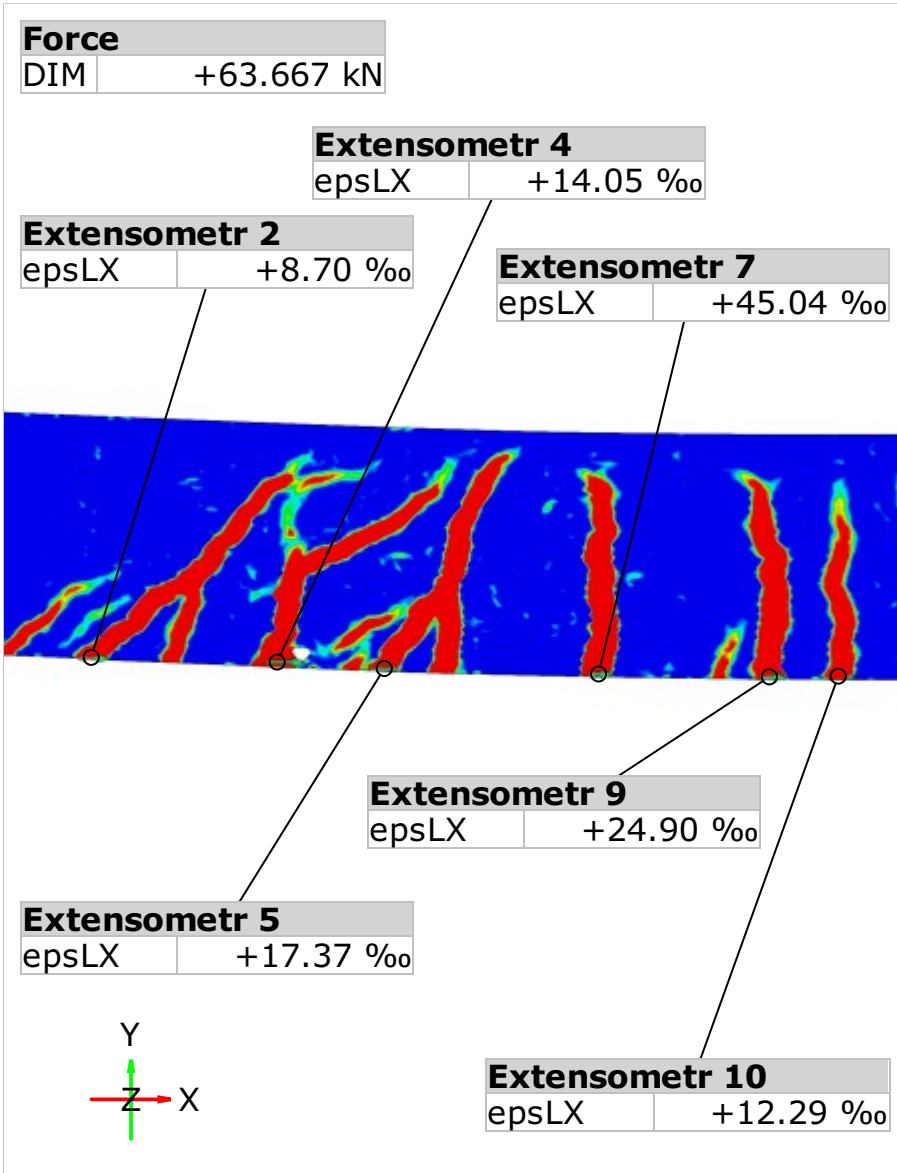 Force
DIM +63.667 kN
Extensometr 4
epsLX +14.05 ‰
Extensometr 2
epsLX +8.70 ‰
Extensometr 7
epsLX +45.04 ‰
Extensometr 9
epsLX +24.90 ‰
Extensometr 5
epsLX +17.37 ‰
Y
Z X
Extensometr 10
epsLX +12.29 ‰